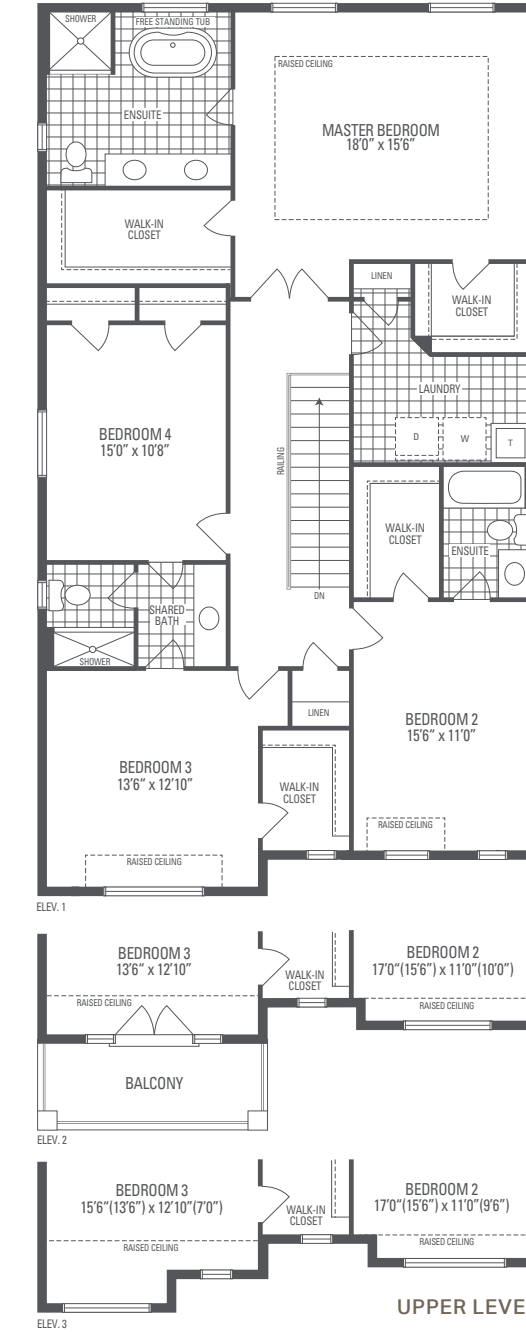 SHOWER
FREE STANDING TUB
RAISED CEILING
ENSUITE
MASTER BEDROOM
18'0" x 15'6"
WALK-IN
CLOSET
LINEN
WALK-IN
CLOSET
LAUNDRY
BEDROOM 4
15'0" x 10'8"
D
W
T
RAILING
WALK-IN
CLOSET
ENSUITE
DN
SHARED
BATH
SHOWER
LINEN
BEDROOM 2
15'6" x 11'0"
BEDROOM 3
13'6" x 12'10"
WALK-IN
CLOSET
RAISED CEILING
RAISED CEILING
ELEV. 1
BEDROOM 3
13'6" x 12'10"
WALK-IN
CLOSET
BEDROOM 2
17'0"(15'6") x 11'0"(10'0")
RAISED CEILING
RAISED CEILING
BALCONY
ELEV. 2
BEDROOM 3
15'6"(13'6") x 12'10"(7'0")
WALK-IN
CLOSET
BEDROOM 2
17'0"(15'6") x 11'0"(9'6")
RAISED CEILING
RAISED CEILING
UPPER LEVE
ELEV. 3